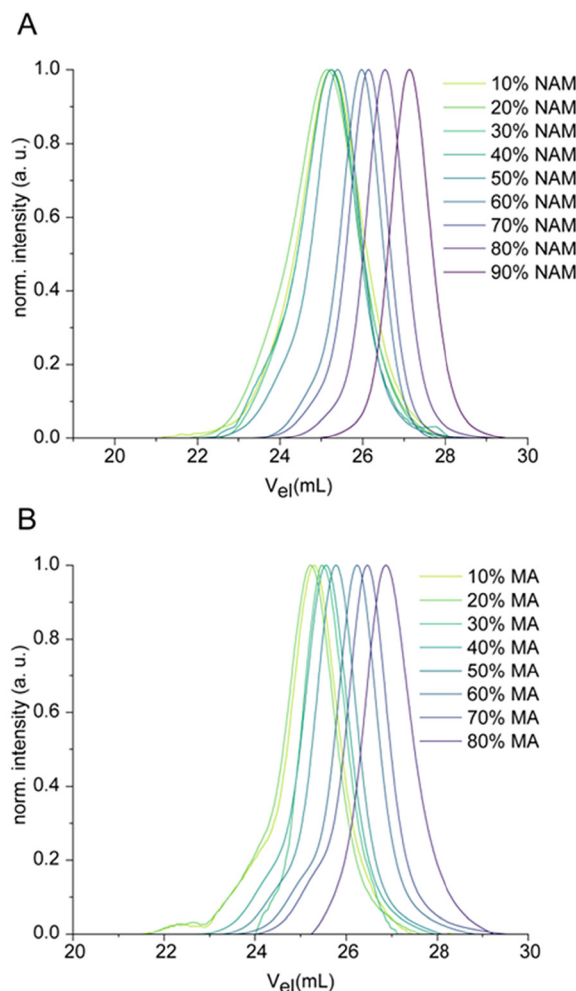 A
norm. intensity (a. u.)
1.0
0.8
0.6
0.4
0.2
0.0
10% NAM
20% NAM
30% NAM
40% NAM
50% NAM
60% NAM
70% NAM
80% NAM
90% NAM
20 22 24 26 28 30
Vel(mL)
B
norm. intensity (a. u.)
1.0
0.8
0.6
0.4
0.2
0.0
10% MA
20% MA
30% MA
40% MA
50% MA
60% MA
70% MA
80% MA
20 22 24 26 28 30
Vel(mL)